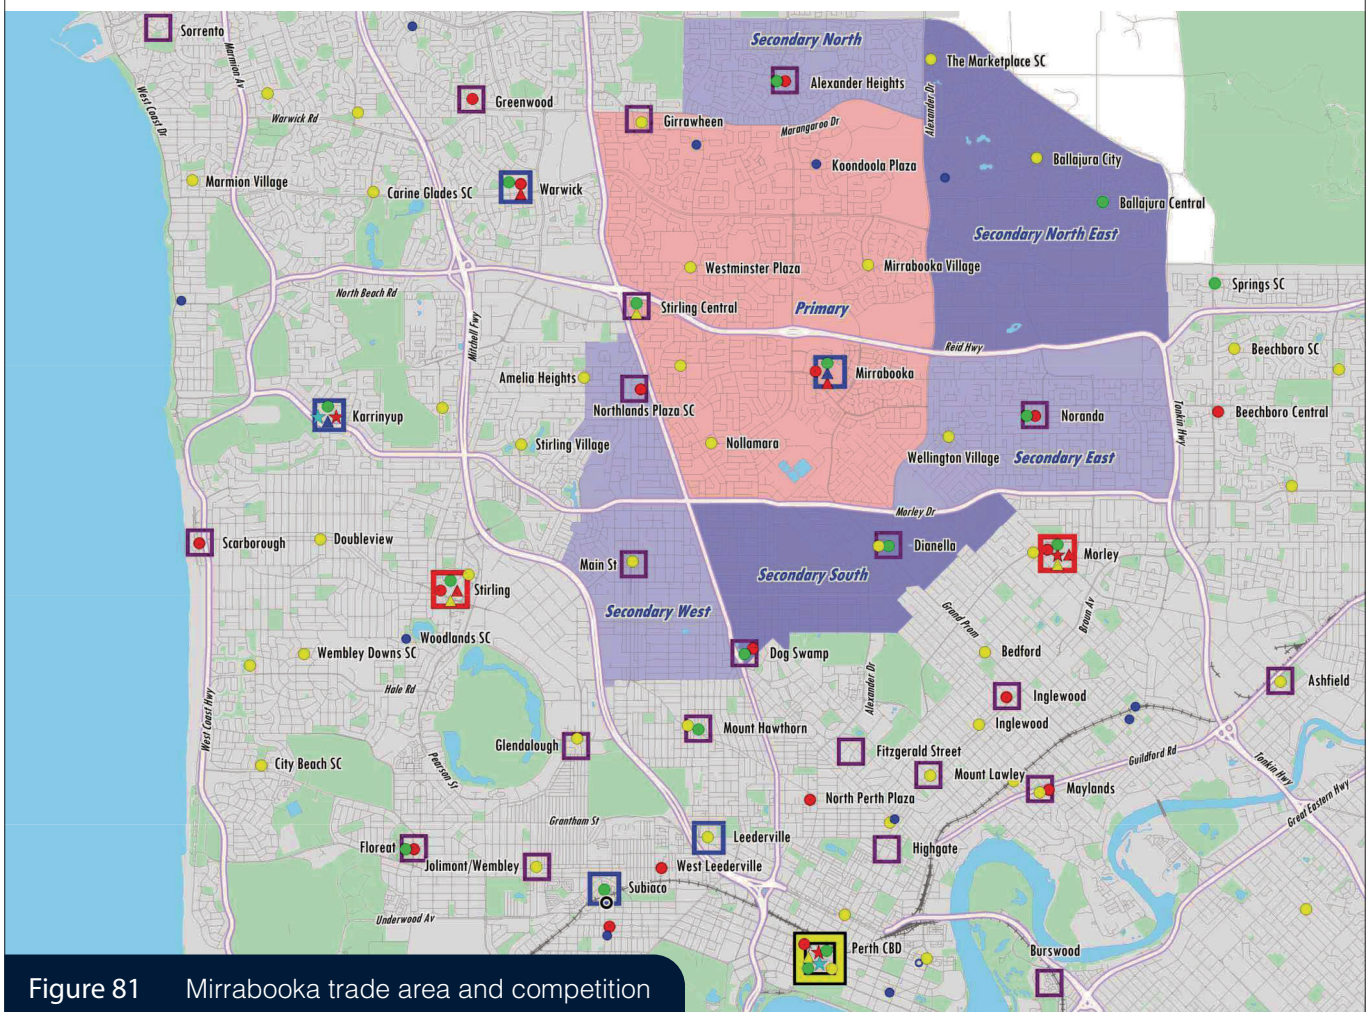 Sorrento
Marmion Av
West Coast Dr
Secondary North
The Marketplace SC
Alexander Heights
Alexander Dr
Greenwood
Warwick Rd
Girrawheen
Marangaroo Dr
Koondoola Plaza
Ballajura City
Marmion Village
Carine Glades SC
Warwick
Ballajura Central
Secondary North East
Westminster Plaza
Mirrabooka Village
North Beach Rd
Springs SC
Stirling Central
Primary
Mitchell Fwy
Reid Hwy
Beechboro SC
Amelia Heights
Mirrabooka
Northlands Plaza SC
Karrinyup
Noranda
Beechboro Central
Tonkin Hwy
Stirling Village
Nollamara
Wellington Village
Secondary East
Morley Dr
Scarborough
Doubleview
Main St
Dianella
Morley
Secondary South
Stirling
Secondary West
Grand Prom
Broun Av
Woodlands SC
Wembley Downs SC
Dog Swamp
Bedford
Hale Rd
Alexander Dr
Inglewood
Ashfield
West Coast Hwy
Mount Hawthorn
Inglewood
Glendalough
Fitzgerald Street
Guildford Rd
City Beach SC
Pearson St
Mount Lawley
Tonkin Hwy
Maylands
North Perth Plaza
Great Eastern Hwy
Grantham St
Leederville
Floreat
Highgate
Jolimont/Wembley
West Leederville
Subiaco
Underwood Av
Perth CBD
Burswood
Figure 81 Mirrabooka trade area and competition